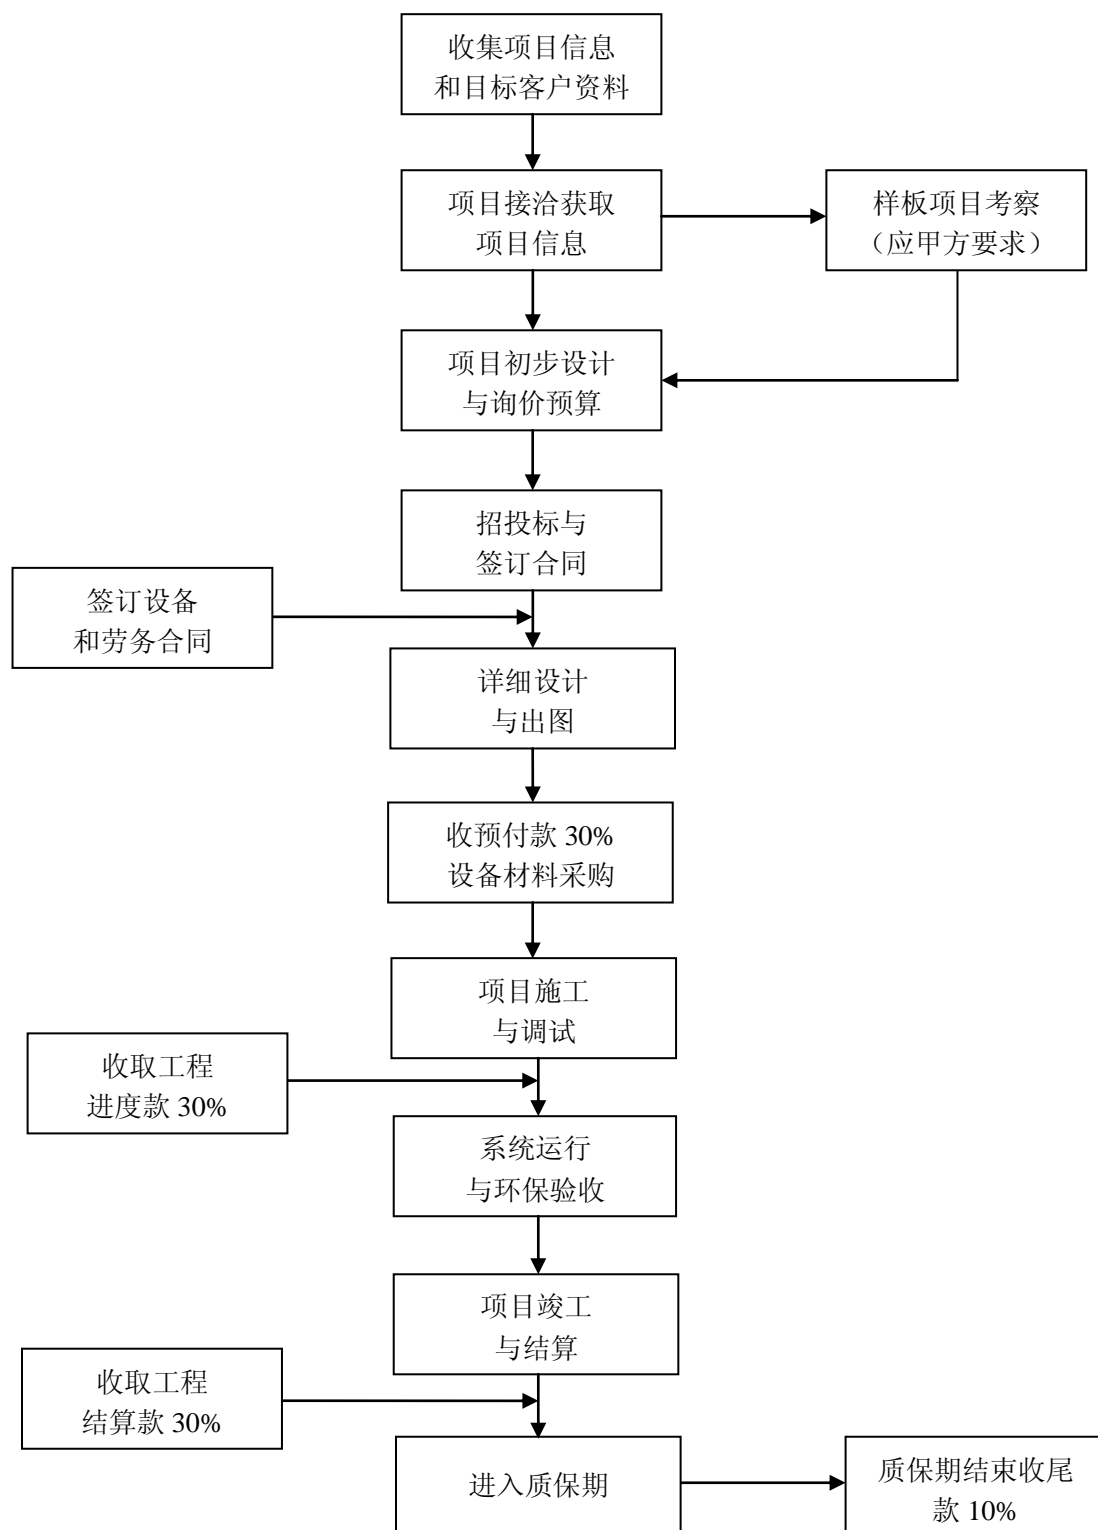 收集项目信息
和目标客户资料
项目接洽获取
项目信息
样板项目考察
（应甲方要求）
项目初步设计
与询价预算
招投标与
签订合同
签订设备
和劳务合同
详细设计
与出图
收预付款 30%
设备材料采购
项目施工
与调试
收取工程
进度款 30%
系统运行
与环保验收
项目竣工
与结算
收取工程
结算款 30%
进入质保期
质保期结束收尾
款 10%